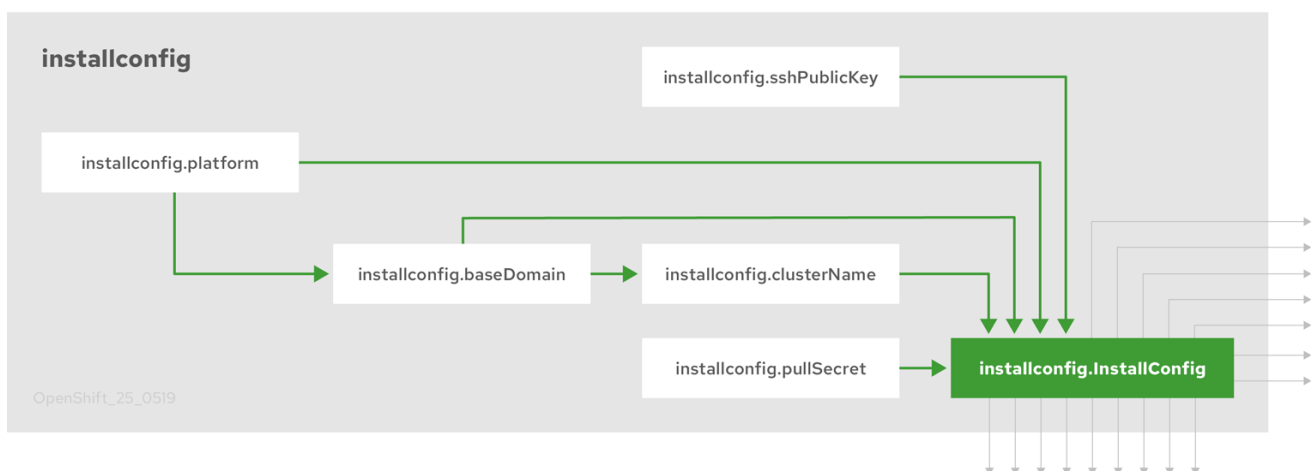 installconfig
installconfig.sshPublicKey
installconfig.platform
installconfig.baseDomain
installconfig.clusterName
installconfig.pullSecret
installconfig.InstallConfig
OpenShift_25_0519